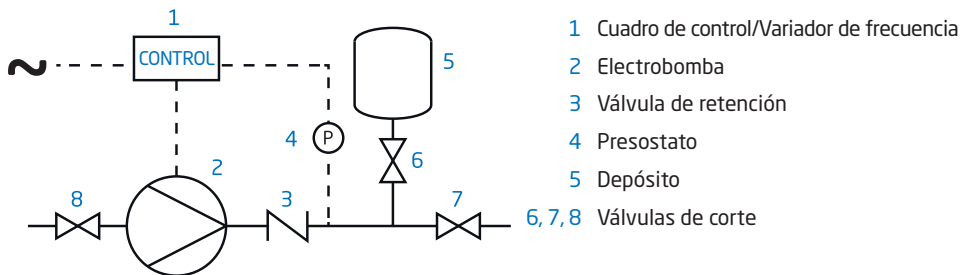 1
CONTROL
5
4
P
6
2
8
3
7
1 Cuadro de control/Variador de frecuencia
2 Electrobomba
3 Válvula de retención
4 Presostato
5 Depósito
6, 7, 8 Válvulas de corte